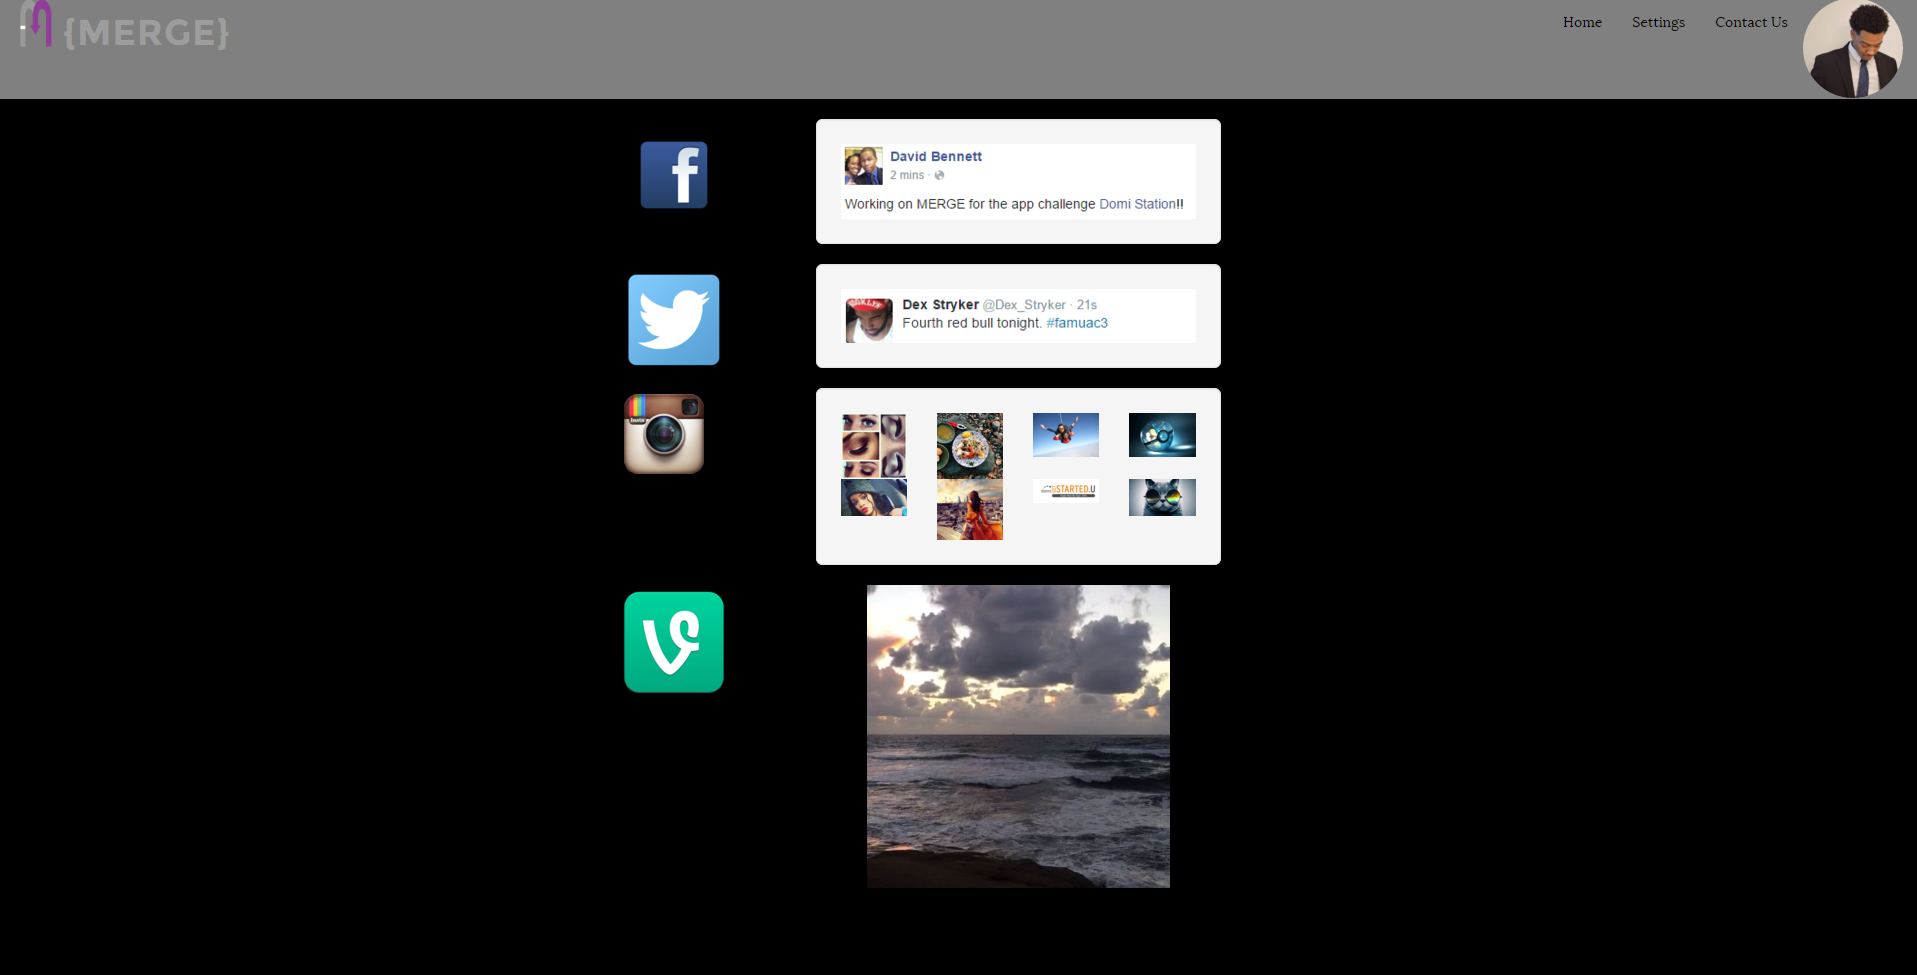 {MERGE}
Home Settings Contact Us
David Bennett
2 mins ·
Working on MERGE for the app challenge Domi Station!!
Dex Stryker @Dex_Stryker · 21s
Fourth red bull tonight. #famuac3
STARTED.U